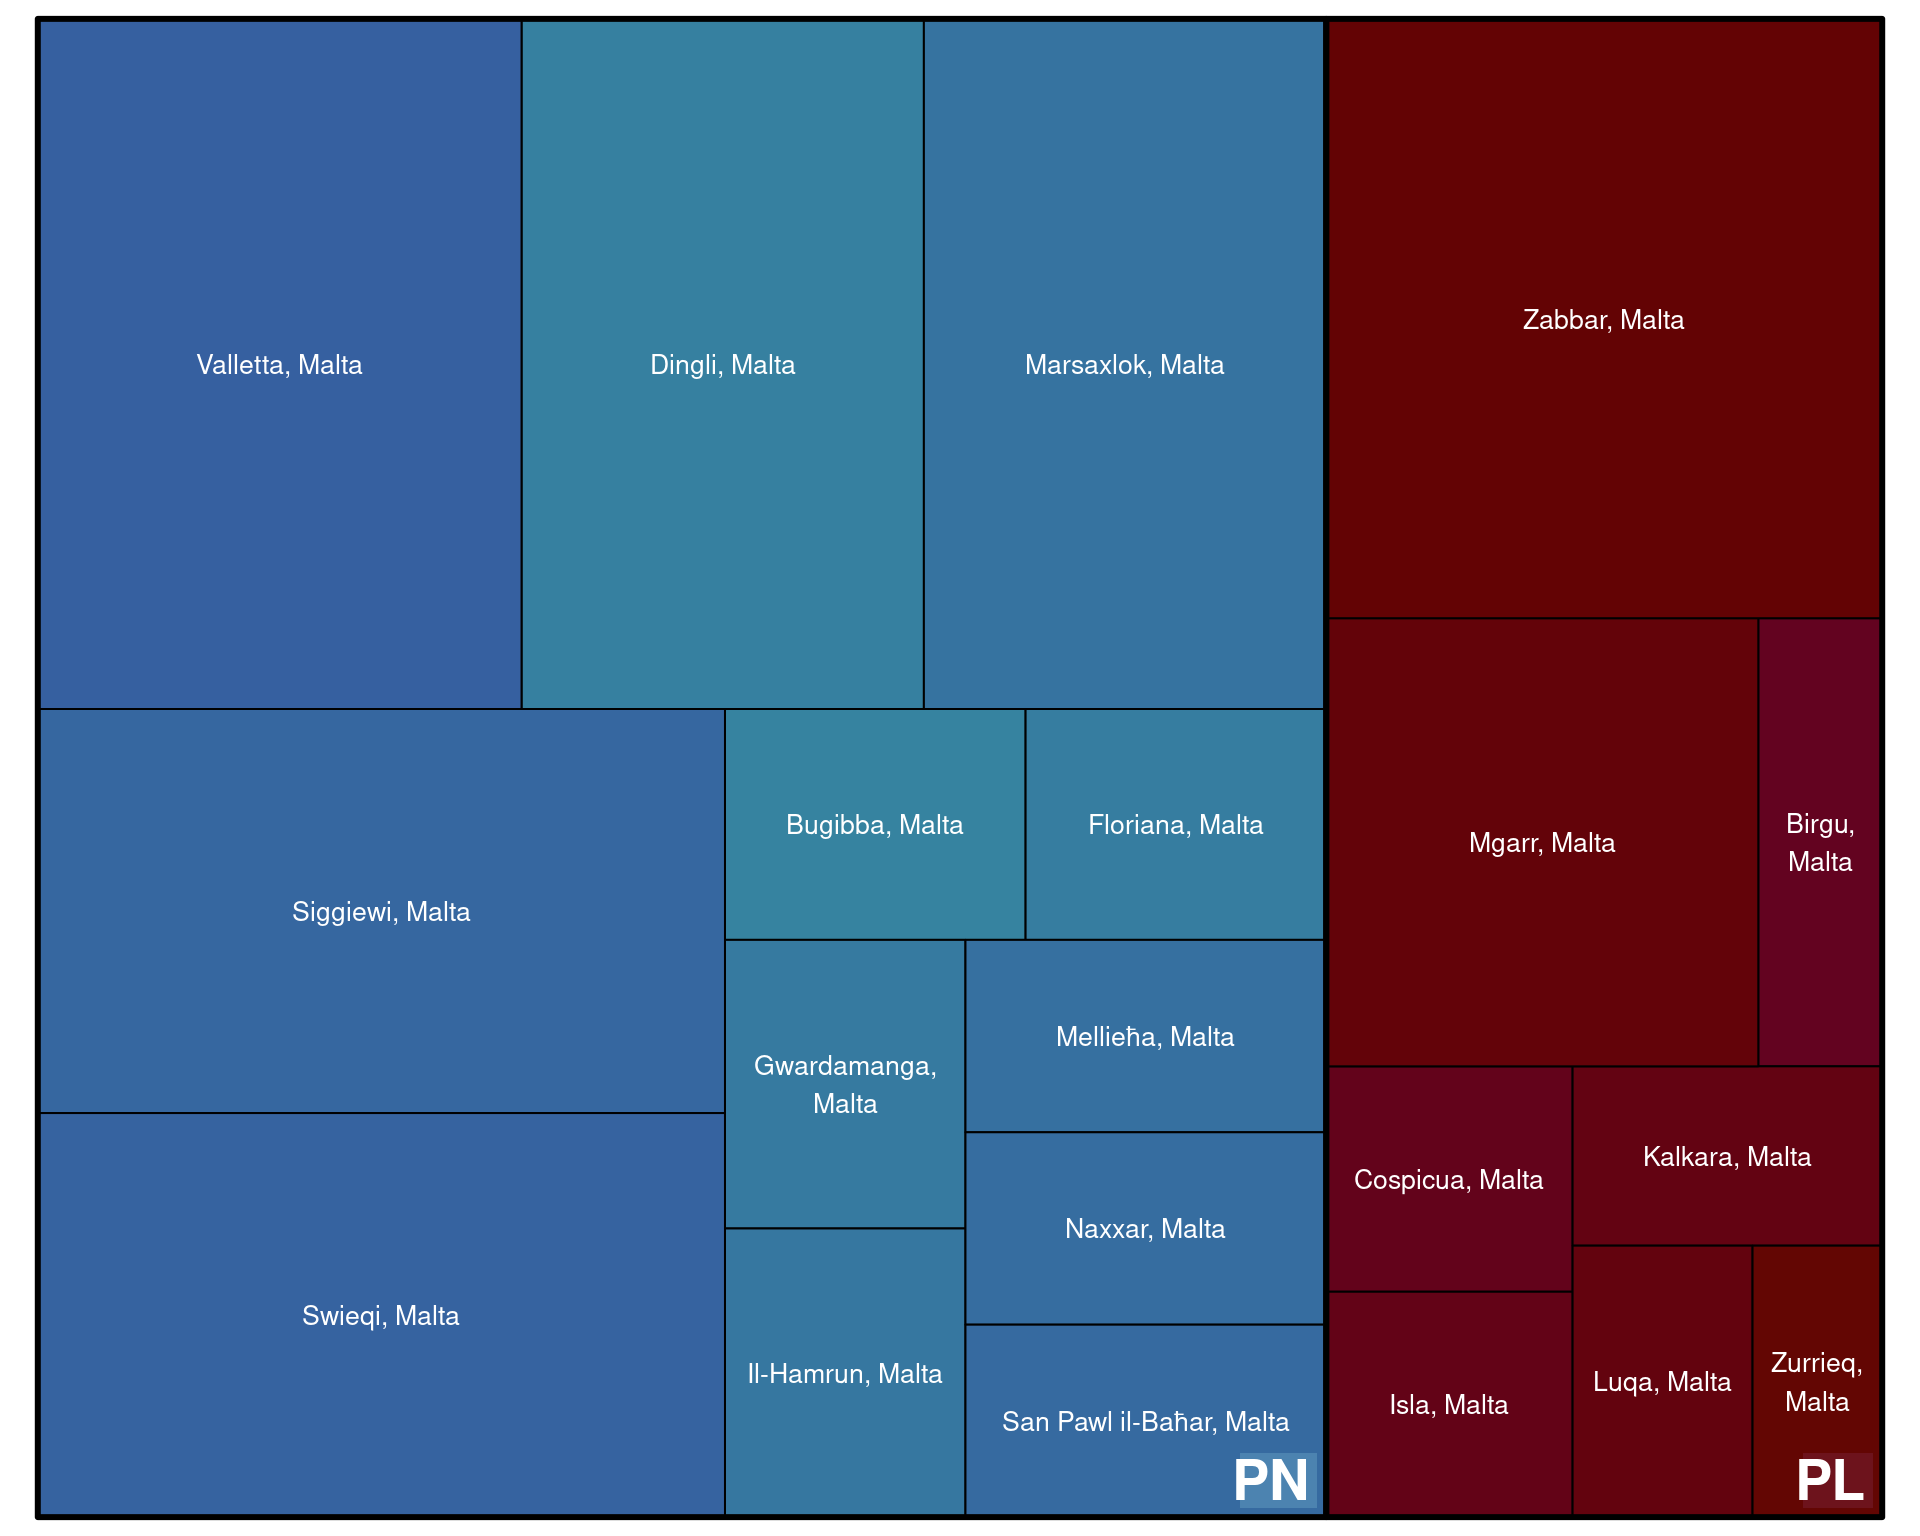 Valletta, Malta
Dingli, Malta
Marsaxlok, Malta
Zabbar, Malta
Siggiewi, Malta
Bugibba, Malta
Floriana, Malta
Mgarr, Malta
Birgu,
Malta
Gwardamanga,
Malta
Mellieħa, Malta
Naxxar, Malta
Cospicua, Malta
Kalkara, Malta
Swieqi, Malta
Il-Hamrun, Malta
San Pawl il-Baħar, Malta
Isla, Malta
Luqa, Malta
Zurrieq,
Malta
PN
PL